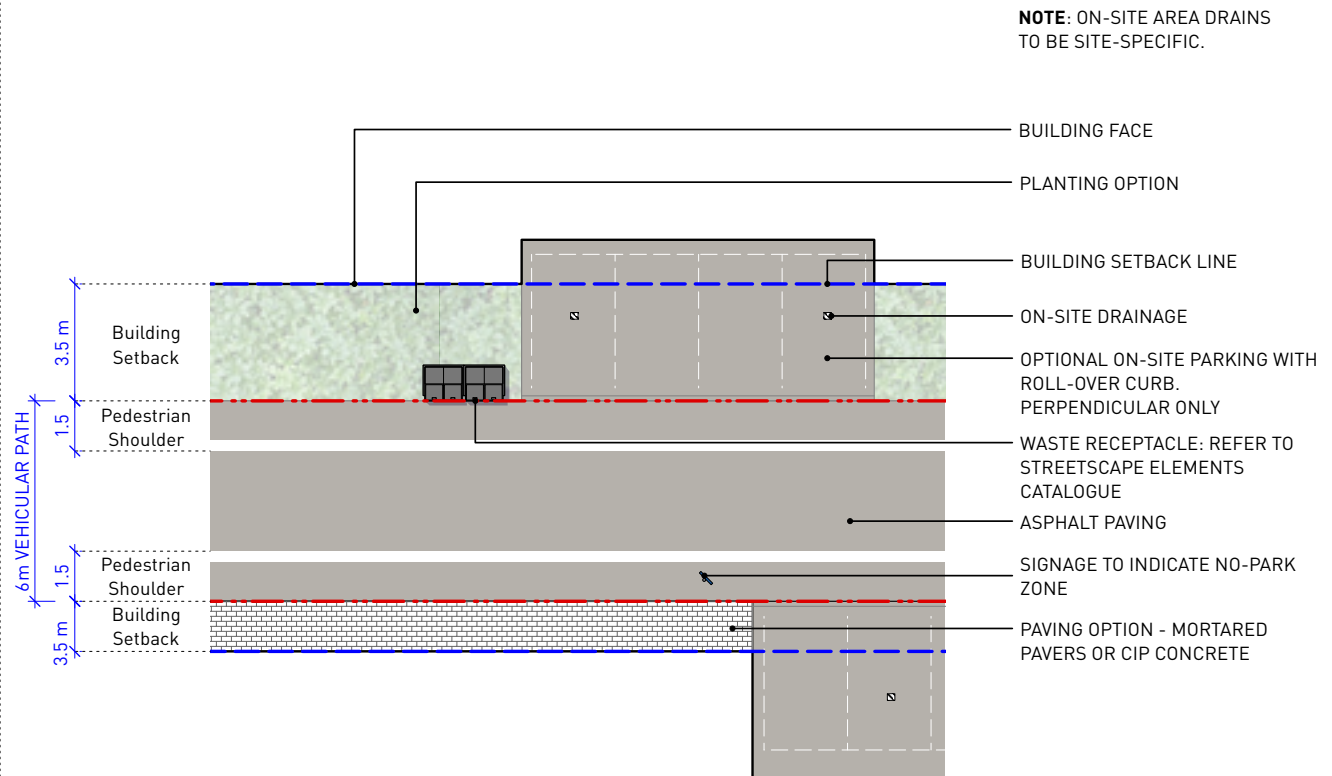 NOTE: ON-SITE AREA DRAINS
TO BE SITE-SPECIFIC.
BUILDING FACE
PLANTING OPTION
BUILDING SETBACK LINE
ON-SITE DRAINAGE
OPTIONAL ON-SITE PARKING WITH
ROLL-OVER CURB.
PERPENDICULAR ONLY
WASTE RECEPTACLE: REFER TO
STREETSCAPE ELEMENTS
CATALOGUE
ASPHALT PAVING
SIGNAGE TO INDICATE NO-PARK
ZONE
PAVING OPTION - MORTARED
PAVERS OR CIP CONCRETE
3.5 m
Building
Setback
1.5
Pedestrian
Shoulder
6m VEHICULAR PATH
1.5
Pedestrian
Shoulder
3.5 m
Building
Setback